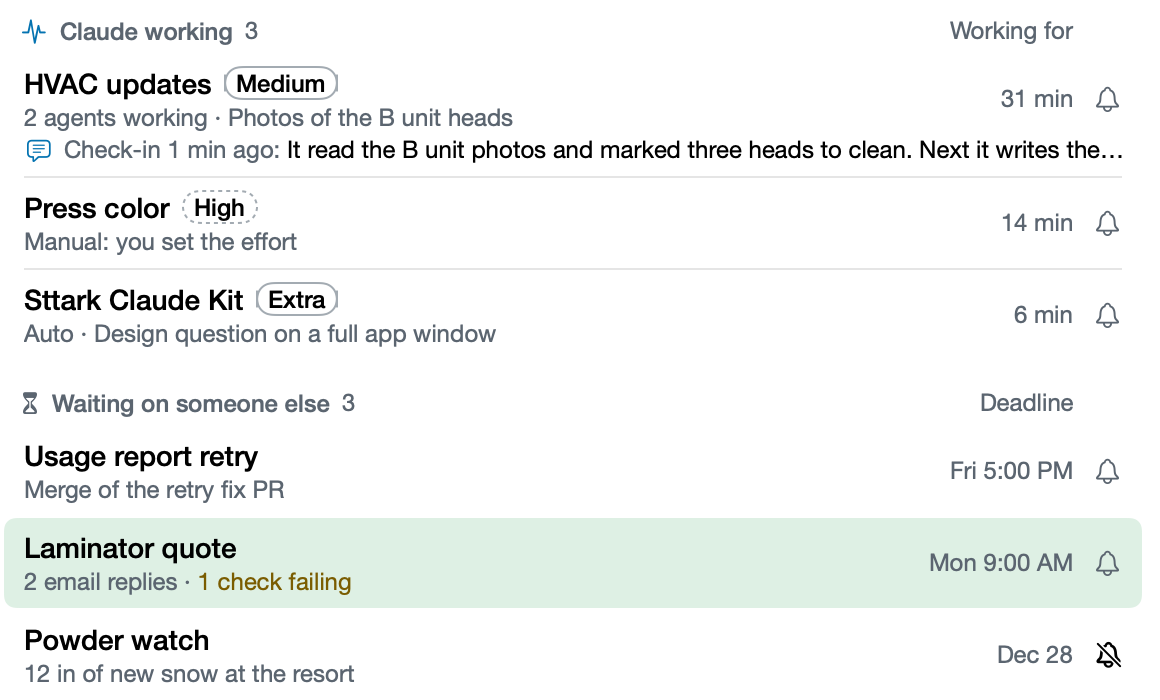 Claude working 3
Working for
HVAC updates Medium
31 min
2 agents working · Photos of the B unit heads
Check-in 1 min ago: It read the B unit photos and marked three heads to clean. Next it writes the…
Press color High
14 min
Manual: you set the effort
Sttark Claude Kit Extra
6 min
Auto · Design question on a full app window
Waiting on someone else 3
Deadline
Usage report retry
Fri 5:00 PM
Merge of the retry fix PR
Laminator quote
Mon 9:00 AM
2 email replies · 1 check failing
Powder watch
Dec 28
12 in of new snow at the resort